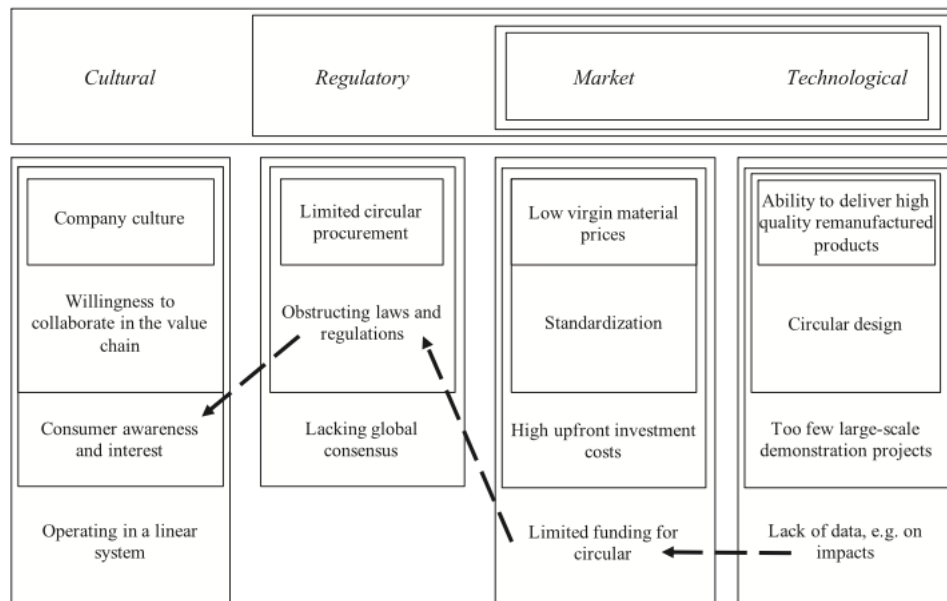 Cultural
Regulatory
Market
Technological
Company culture
Willingness to
collaborate in the value
chain
Consumer awareness
and interest
Operating in a linear
system
Limited circular
procurement
Obstructing laws and
regulations
Lacking global
consensus
Low virgin material
prices
Standardization
High upfront investment
costs
Limited funding for
circular
Ability to deliver high
quality remanufactured
products
Circular design
Too few large-scale
demonstration projects
Lack of data, e.g. on
impacts